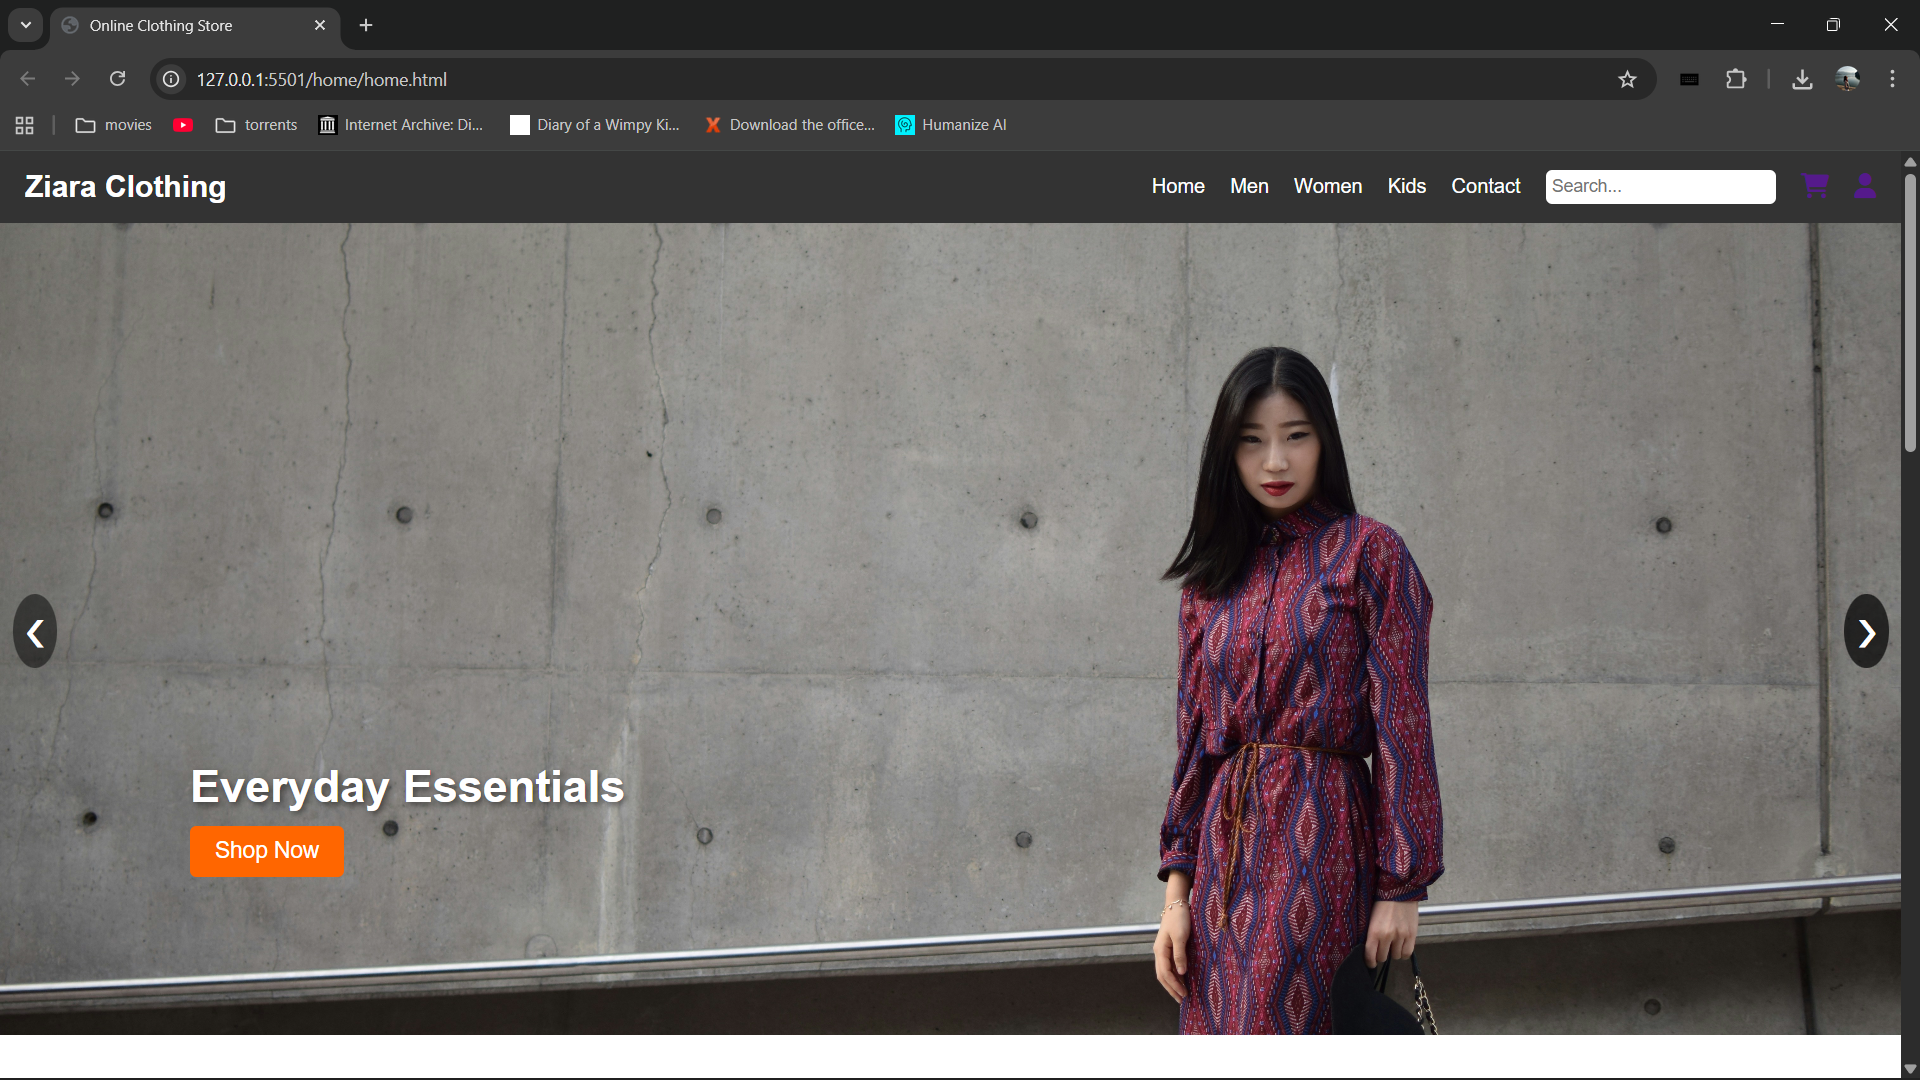 Online Clothing Store
127.0.0.1:5501/home/home.html
movies torrents Internet Archive: Di... Diary of a Wimpy Ki... Download the office... Humanize AI
Ziara Clothing Home Men Women Kids Contact Search...
Everyday Essentials
Shop Now